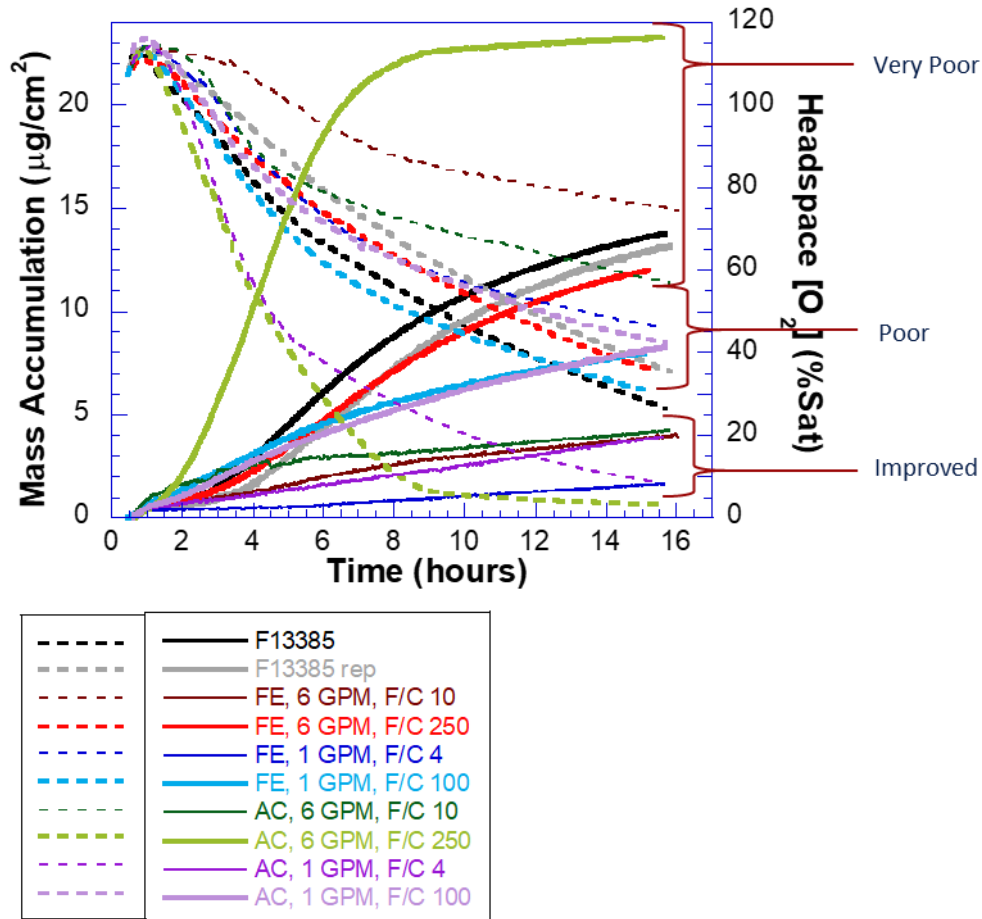 Mass Accumulation (μg/cm²)
20
15
10
5
0
0
2
4
6
8
10
12
14
16
Time (hours)
120
100
80
60
40
20
0
Headspace [O₂] (%Sat)
Very Poor
Poor
Improved
F13385
F13385 rep
FE, 6 GPM, F/C 10
FE, 6 GPM, F/C 250
FE, 1 GPM, F/C 4
FE, 1 GPM, F/C 100
AC, 6 GPM, F/C 10
AC, 6 GPM, F/C 250
AC, 1 GPM, F/C 4
AC, 1 GPM, F/C 100